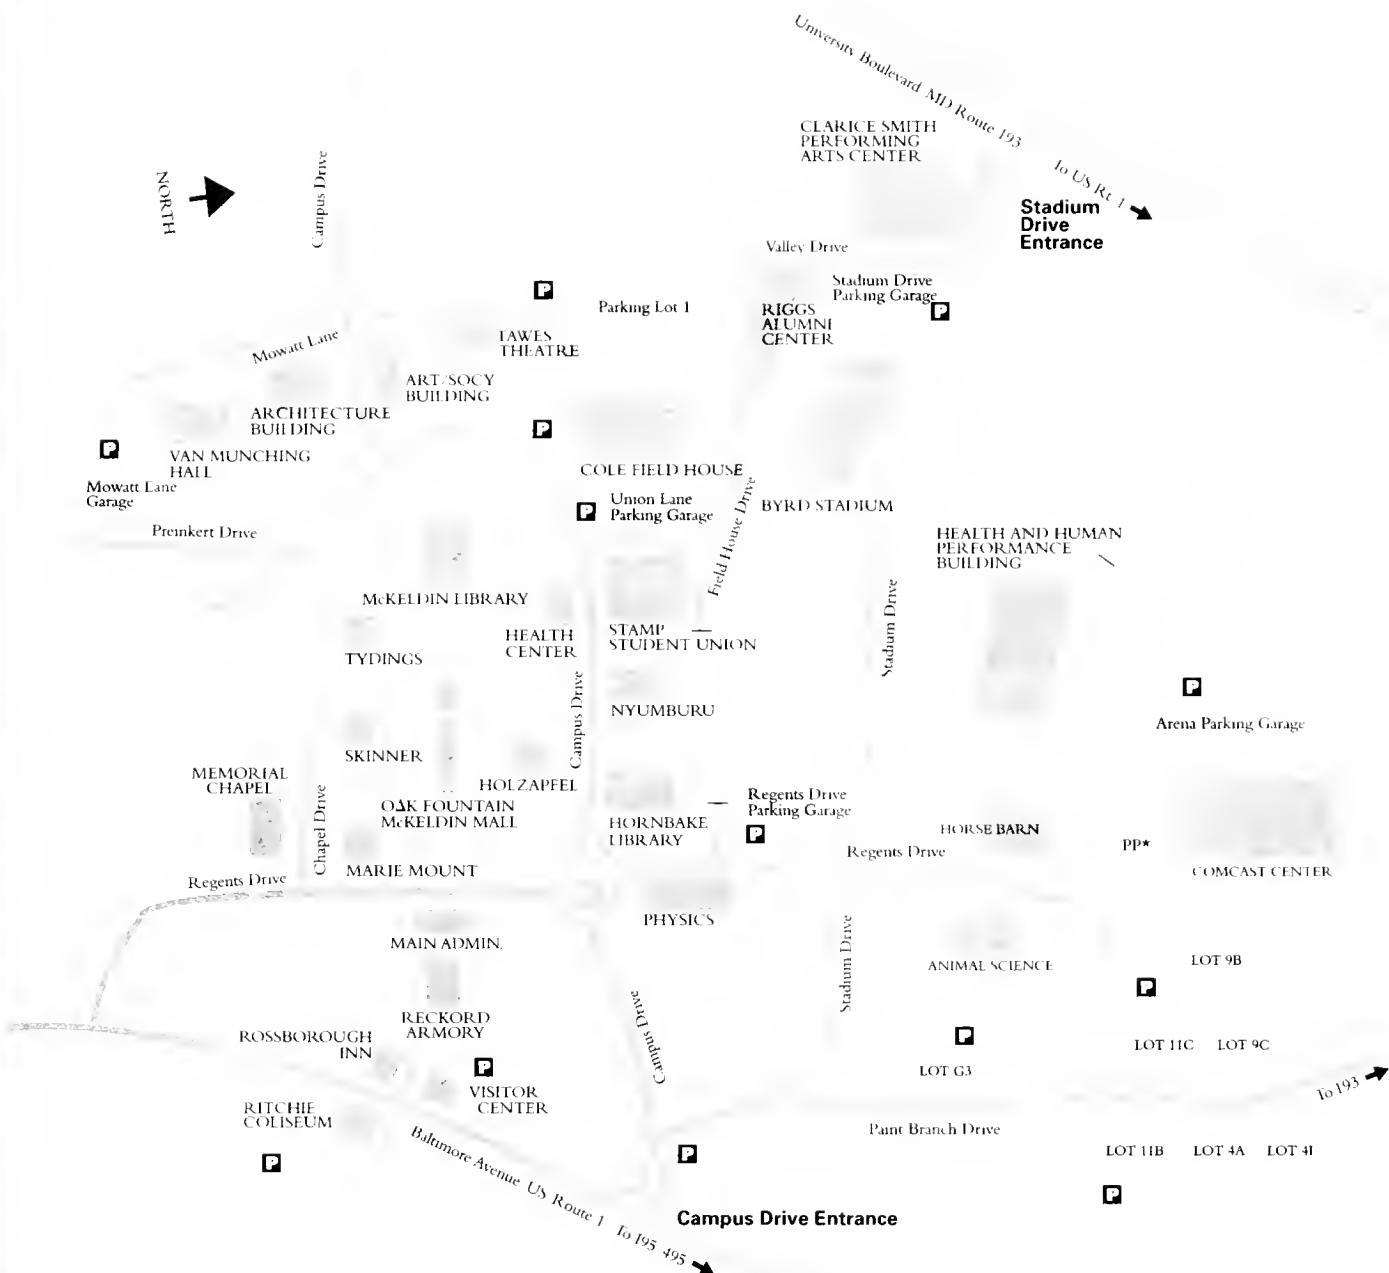 University Boulevard MD Route 193
To US Rt. 1
CLARICE SMITH
PERFORMING
ARTS CENTER
NORTH
Campus Drive
Stadium
Drive
Entrance
Valley Drive
Stadium Drive
Parking Garage
P
P
Parking Lot 1
RIGGS
ALUMNI
CENTER
Mowatt Lane
TAWES
THEATRE
ART/SOCY
BUILDING
ARCHITECTURE
BUILDING
P
P
VAN MUNCHING
HALL
COLE FIELD HOUSE
Mowatt Lane
Garage
P
Union Lane
Parking Garage
Field House Drive
BYRD STADIUM
Preinkert Drive
HEALTH AND HUMAN
PERFORMANCE
BUILDING
McKELDIN LIBRARY
Stadium Drive
HEALTH
CENTER
STAMP
STUDENT UNION
TYDINGS
P
Campus Drive
NYUMBURU
Arena Parking Garage
SKINNER
MEMORIAL
CHAPEL
HOLZAPFEL
Chapel Drive
OAK FOUNTAIN
McKELDIN MALL
Regents Drive
Parking Garage
HORNBAKE
LIBRARY
P
HORSE BARN
Regents Drive
PP*
MARIE MOUNT
COMCAST CENTER
Regents Drive
PHYSICS
MAIN ADMIN.
Stadium Drive
ANIMAL SCIENCE
LOT 9B
P
RECKORD
ARMORY
Campus Drive
ROSSBOROUGH
INN
P
LOT 11C
LOT 9C
P
LOT G3
VISITOR
CENTER
To 193
RITCHIE
COLISEUM
Paint Branch Drive
P
Baltimore Avenue US Route 1
To I95 495
P
LOT 11B
LOT 4A
LOT 4I
P
Campus Drive Entrance